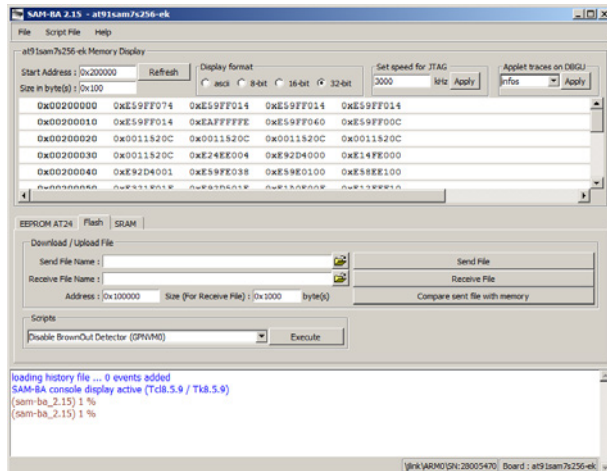 SAM-BA 2.15 - at91sam7s256-ek
File Script File Help
at91sam7s256-ek Memory Display
Start Address : 0x200000 Refresh
Size in byte(s) : 0x100
Display format
ascii 8-bit 16-bit 32-bit
Set speed for JTAG
3000 kHz Apply
Applet traces on DBGU
infos Apply
0x00200000 0xE59FF074 0xE59FF014 0xE59FF014 0xE59FF014
0x00200010 0xE59FF014 0xEAFFFFFE 0xE59FF060 0xE59FF00C
0x00200020 0x0011520C 0x0011520C 0x0011520C 0x0011520C
0x00200030 0x0011520C 0xE24EE004 0xE92D4000 0xE14FE000
0x00200040 0xE92D4001 0xE59FE038 0xE59E0100 0xE58EE100
0x00200050
EEPROM AT24 Flash SRAM
Download / Upload File
Send File Name : Send File
Receive File Name : Receive File
Address : 0x100000 Size (For Receive File) : 0x1000 byte(s) Compare sent file with memory
Scripts
Disable BrownOut Detector (GPNVM0) Execute
loading history file ... 0 events added
SAM-BA console display active (Tcl8.5.9 / Tk8.5.9)
(sam-ba_2.15) 1 %
(sam-ba_2.15) 1 %
\jlink\ARM0\SN:28005470 Board : at91sam7s256-ek